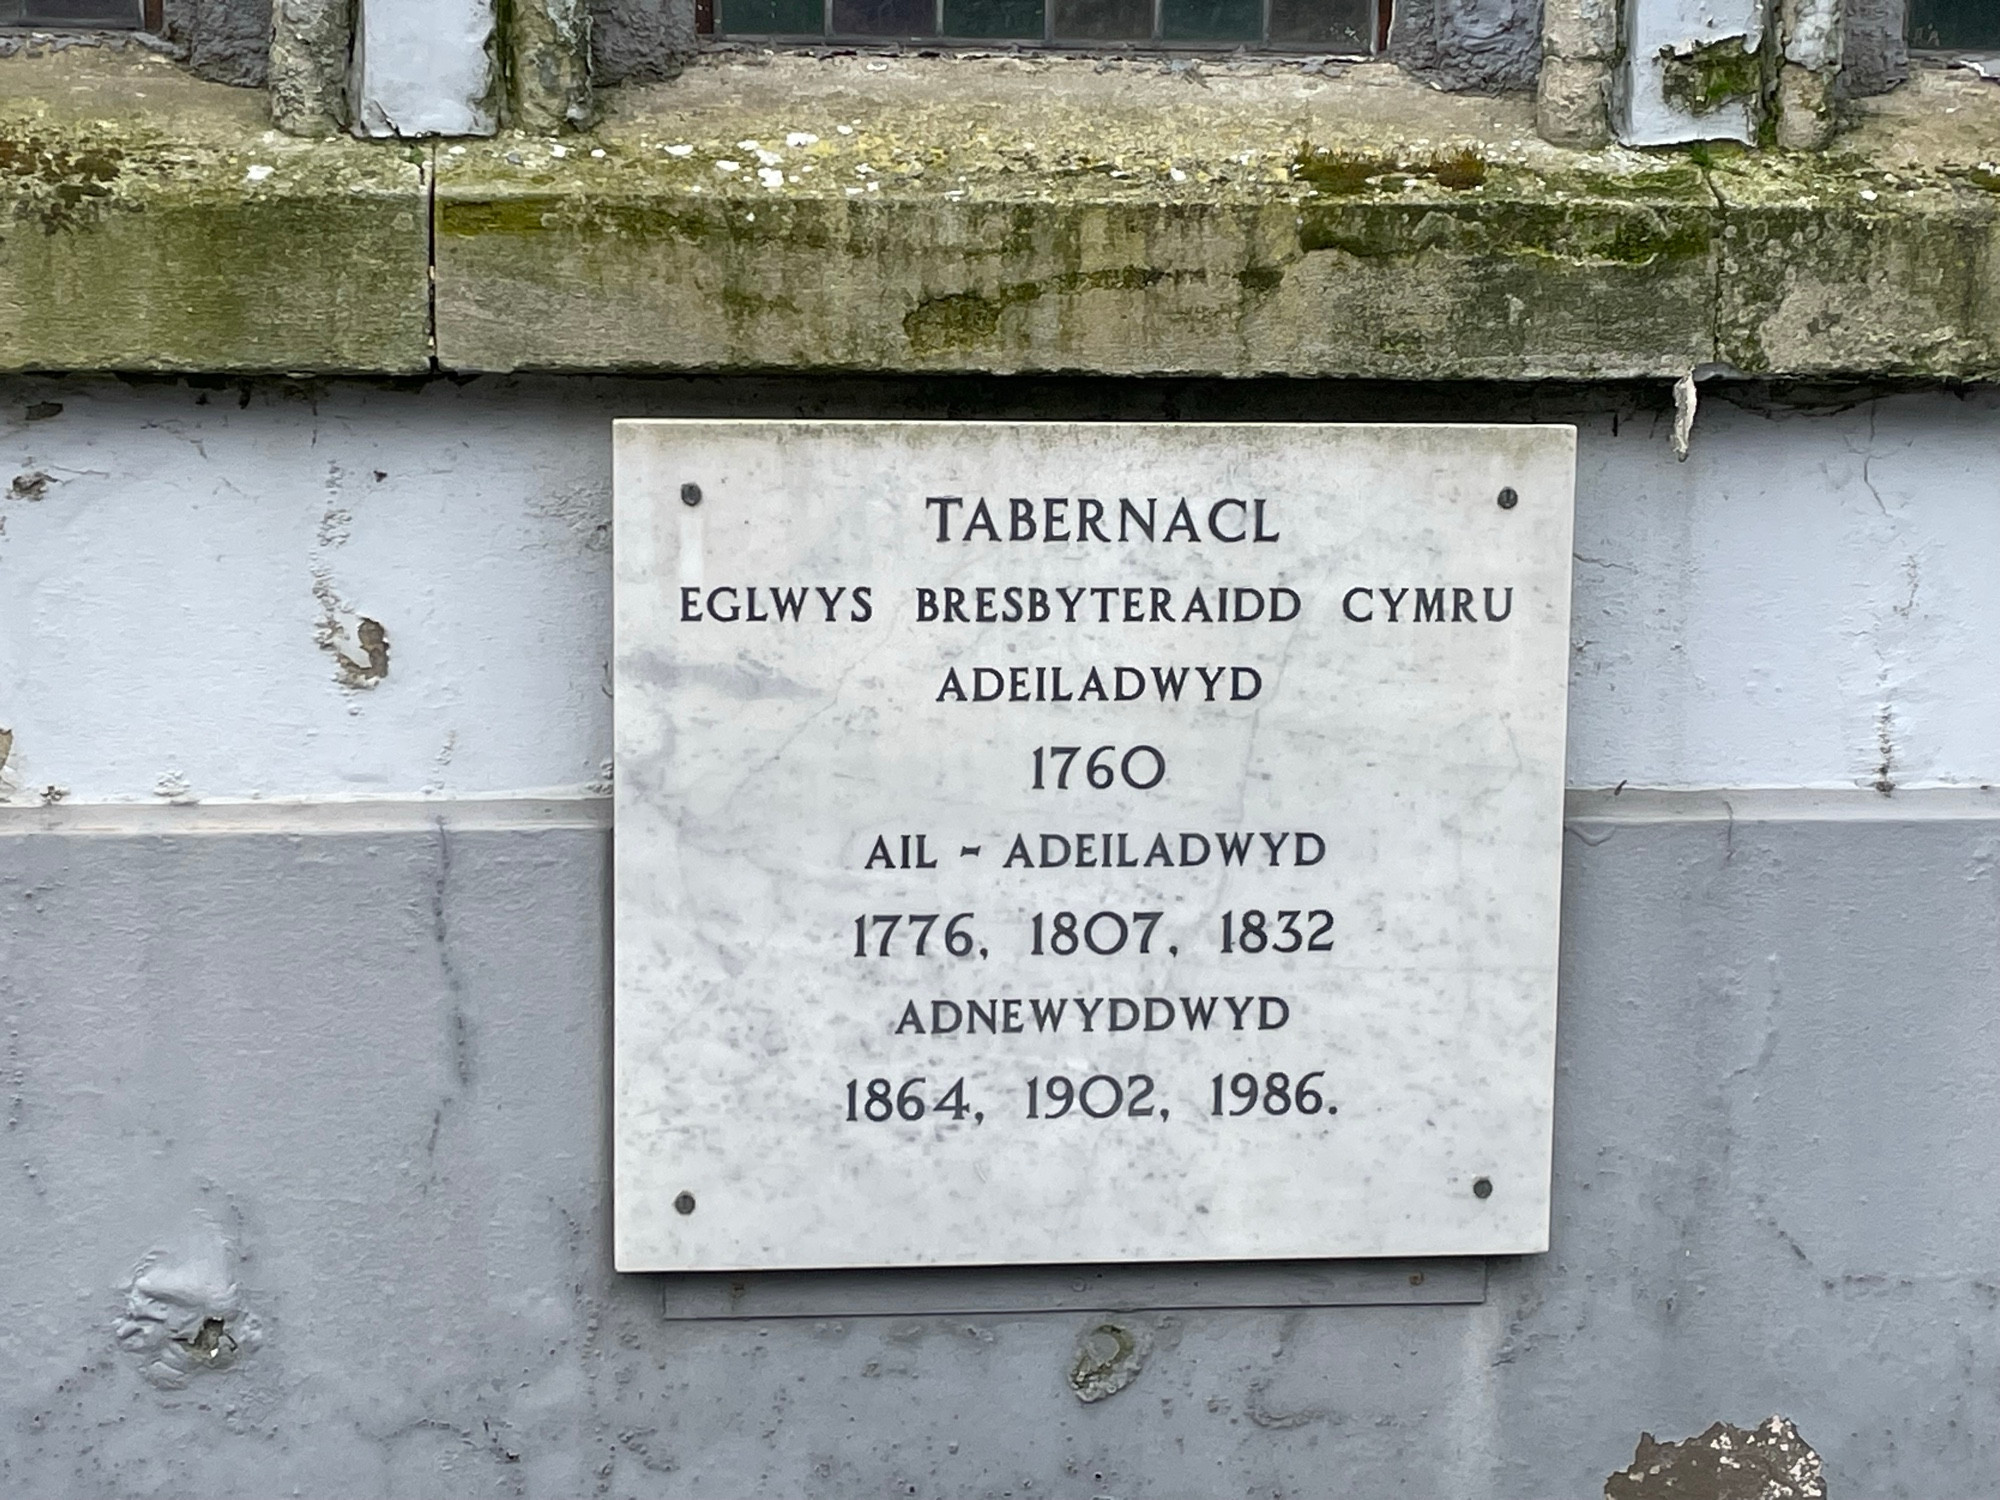 TABERNACL
EGLWYS BRESBYTERAIDD CYMRU
ADEILADWYD
1760
AIL - ADEILADWYD
1776, 1807, 1832
ADNEWYDDWYD
1864, 1902, 1986.